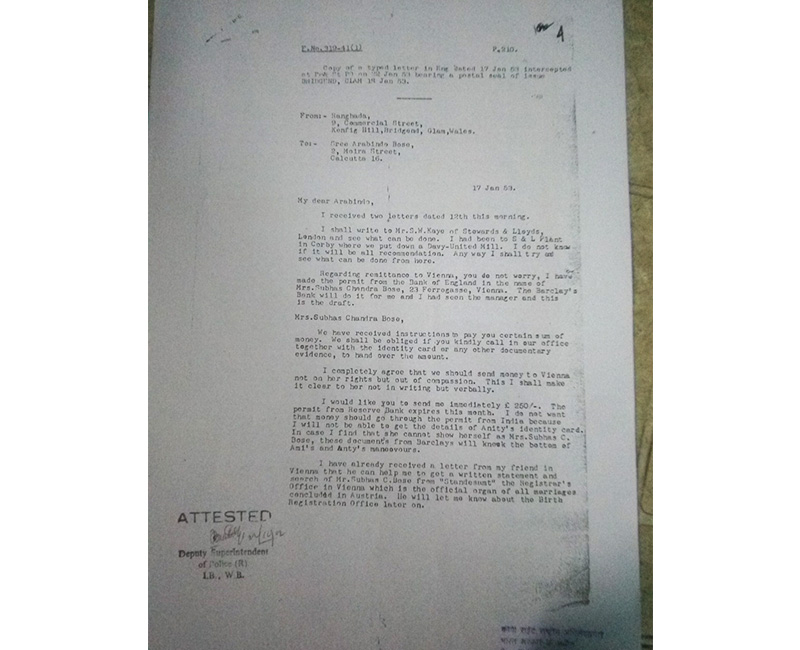 4
F.No.919-41(1) P.910.
Copy of a typed letter in Eng Dated 17 Jan 53 intercepted
at Park St PO on 22 Jan 53 bearing a postal seal of issue
BRIDGEND, GLAM 18 Jan 53.
From:- Sanghada,
9, Commercial Street,
Kenfig Hill, Bridgend, Glam,Wales.
To:- Sree Arabindo Bose,
8, Moira Street,
Calcutta 16.
17 Jan 53.
My dear Arabindo,
I received two letters dated 12th this morning.
I shall write to Mr.S.W.Kaye of Stewards & Lloyds,
London and see what can be done. I had been to S & L Plant
in Corby where we put down a Davy-United Mill. I do not know
if it will be all recommendation. Any way I shall try and
see what can be done from here.
Regarding remittance to Vienna, you do not worry, I have
made the permit from the Bank of England in the name of
Mrs.Subhas Chandra Bose, 23 Ferrogasse, Vienna. The Barclay's
Bank will do it for me and I had seen the manager and this
is the draft.
Mrs.Subhas Chandra Bose,
We have received instructions to pay you certain sum of
money. We shall be obliged if you kindly call in our office
together with the identity card or any other documentary
evidence, to hand over the amount.
I completely agree that we should send money to Vienna
not on her rights but out of compassion. This I shall make
it clear to her not in writing but verbally.
I would like you to send me immediately £ 250/-. The
permit from Reserve Bank expires this month. I do not want
that money should go through the permit from India because
I will not be able to get the details of Anity's identity card.
In case I find that she cannot show herself as Mrs.Subhas C.
Bose, these documents from Barclays will knock the bottom of
Ami's and Anty's manoeuvours.
I have already received a letter from my friend in
Vienna that he can help me to get a written statement and
search of Mr.Subhas C.Bose from "Standesamt" the Registrar's
Office in Vienna which is the official organ of all marriages
concluded in Austria. He will let me know about the Birth
Registration Office later on.
ATTESTED
Deputy Superintendent
of Police (R)
I.B., W.B.